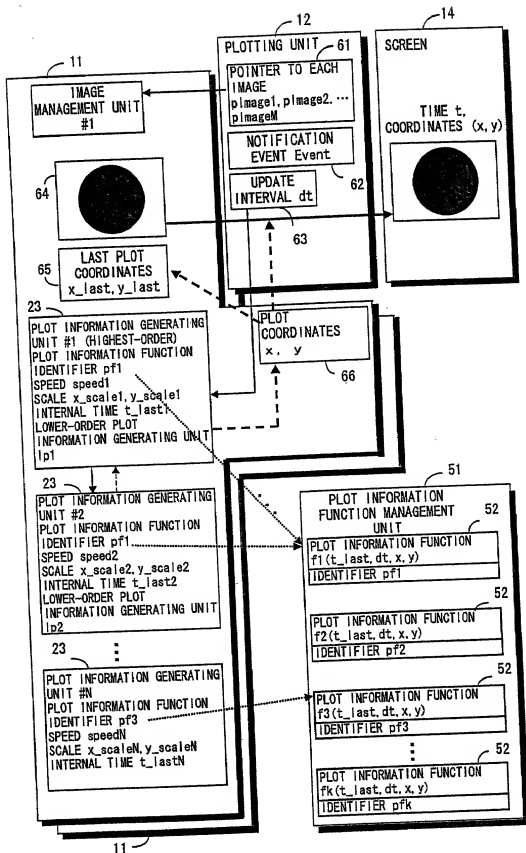 11
IMAGE
MANAGEMENT UNIT
#1
64
65
LAST PLOT
COORDINATES
x_last, y_last
23
PLOT INFORMATION GENERATING
UNIT #1 (HIGHEST-ORDER)
PLOT INFORMATION FUNCTION
IDENTIFIER pf1
SPEED speed1
SCALE x_scale1, y_scale1
INTERNAL TIME t_last1
LOWER-ORDER PLOT
INFORMATION GENERATING UNIT
lp1
23
PLOT INFORMATION GENERATING
UNIT #2
PLOT INFORMATION FUNCTION
IDENTIFIER pf1
SPEED speed2
SCALE x_scale2, y_scale2
INTERNAL TIME t_last2
LOWER-ORDER PLOT
INFORMATION GENERATING UNIT
lp2
23
PLOT INFORMATION GENERATING
UNIT #N
PLOT INFORMATION FUNCTION
IDENTIFIER pf3
SPEED speedN
SCALE x_scaleN, y_scaleN
INTERNAL TIME t_lastN
11
12
PLOTTING UNIT
61
POINTER TO EACH
IMAGE
pImage1, pImage2, ...
pImageM
NOTIFICATION
EVENT Event
62
UPDATE
INTERVAL dt
63
PLOT
COORDINATES
x, y
66
14
SCREEN
TIME t,
COORDINATES (x, y)
51
PLOT INFORMATION
FUNCTION MANAGEMENT
UNIT
52
PLOT INFORMATION FUNCTION
f1(t_last, dt, x, y)
IDENTIFIER pf1
52
PLOT INFORMATION FUNCTION
f2(t_last, dt, x, y)
IDENTIFIER pf2
52
PLOT INFORMATION FUNCTION
f3(t_last, dt, x, y)
IDENTIFIER pf3
52
PLOT INFORMATION FUNCTION
fk(t_last, dt, x, y)
IDENTIFIER pfk